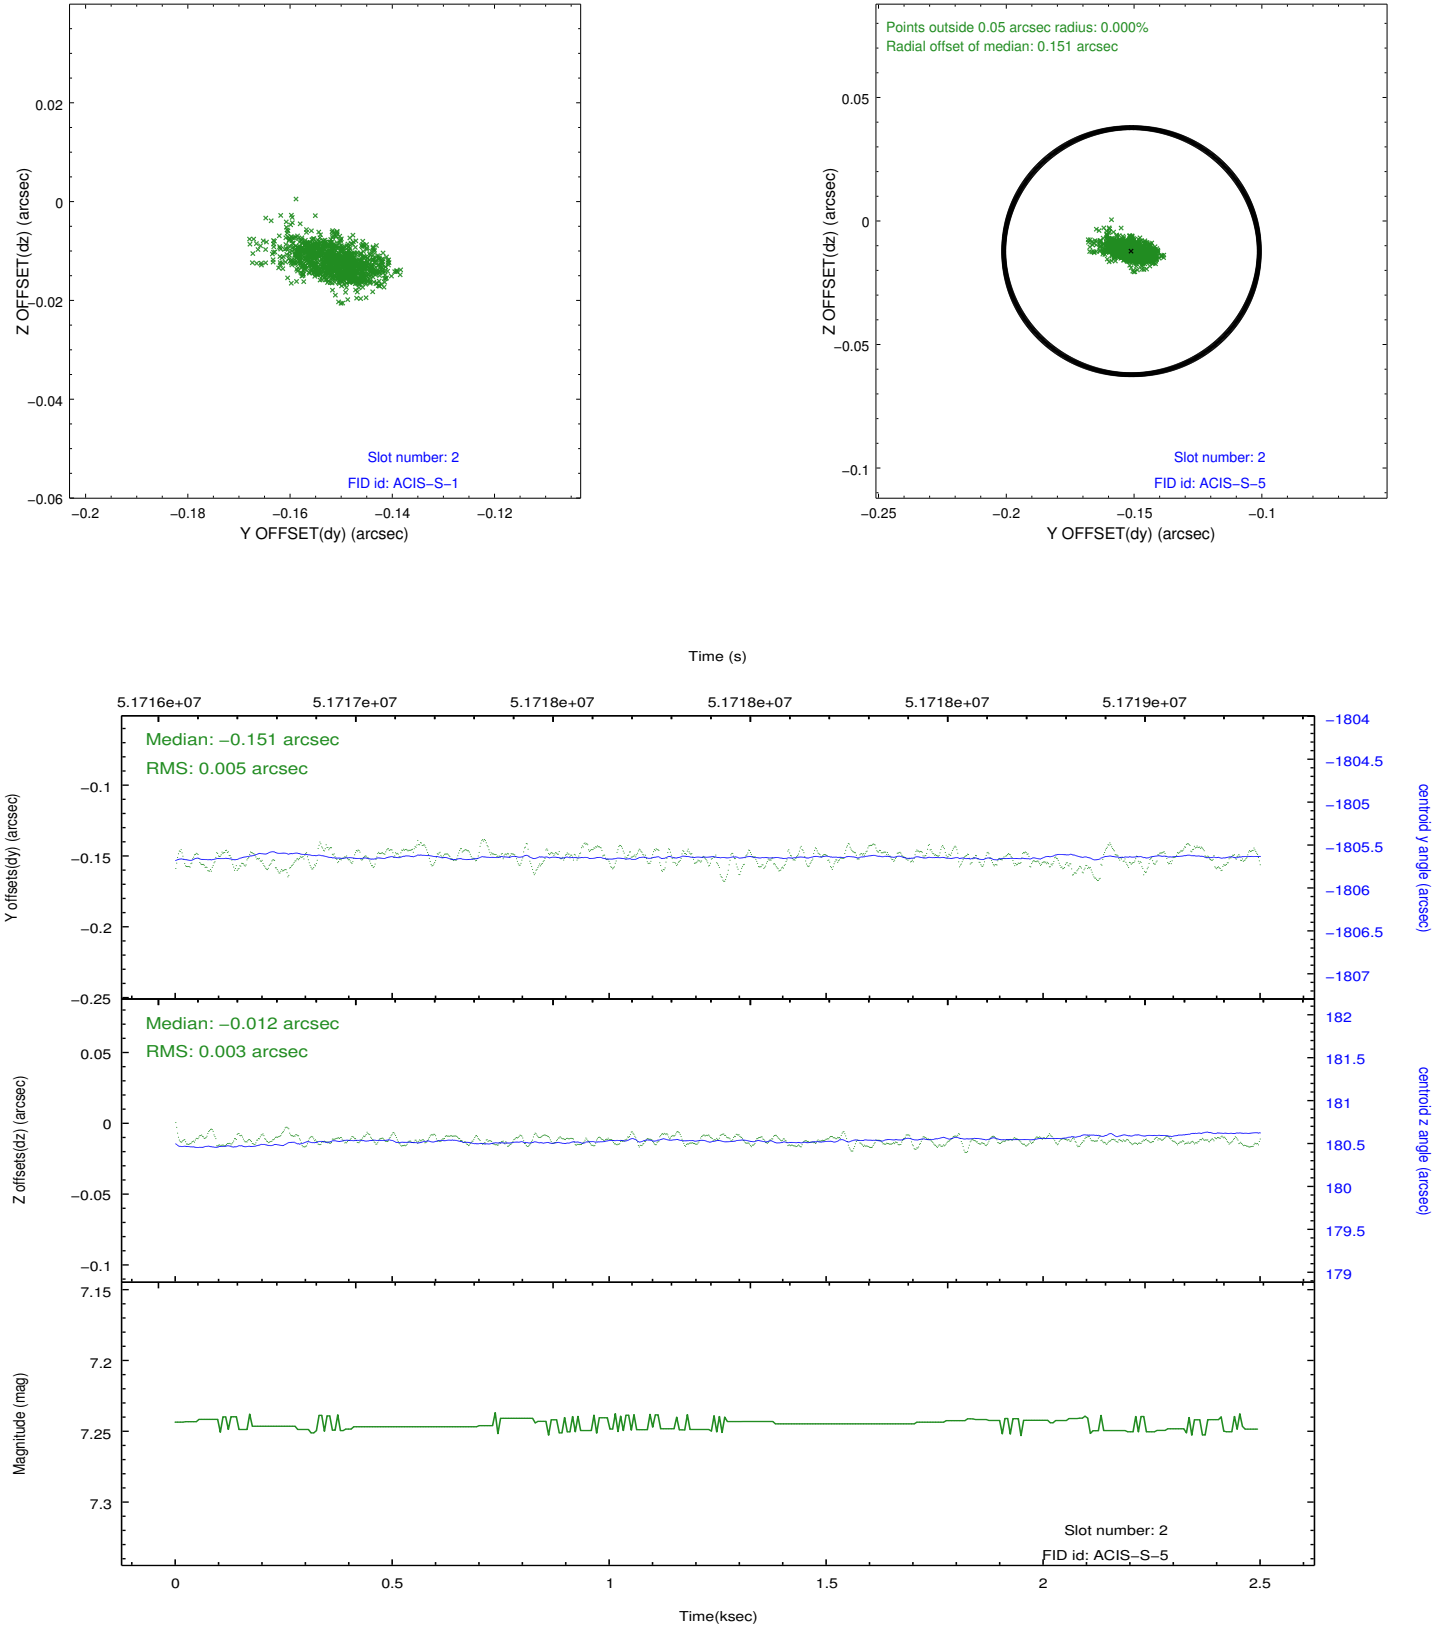 0.02
0
−0.02
−0.04
−0.06
Z OFFSET(dz) (arcsec)
Slot number: 2
FID id: ACIS−S−1
−0.2
−0.18
−0.16
−0.14
−0.12
Y OFFSET(dy) (arcsec)
Points outside 0.05 arcsec radius: 0.000%
Radial offset of median: 0.151 arcsec
0.05
0
−0.05
−0.1
Z OFFSET(dz) (arcsec)
Slot number: 2
FID id: ACIS−S−5
−0.25
−0.2
−0.15
−0.1
Y OFFSET(dy) (arcsec)
Time (s)
5.1716e+07
5.1717e+07
5.1718e+07
5.1718e+07
5.1718e+07
5.1719e+07
Median: −0.151 arcsec
RMS: 0.005 arcsec
−0.1
−0.15
−0.2
−0.25
Y offsets(dy) (arcsec)
−1804
−1804.5
−1805
−1805.5
−1806
−1806.5
−1807
centroid y angle (arcsec)
Median: −0.012 arcsec
RMS: 0.003 arcsec
0.05
0
−0.05
−0.1
Z offsets(dz) (arcsec)
182
181.5
181
180.5
180
179.5
179
centroid z angle (arcsec)
7.15
7.2
7.25
7.3
Magnitude (mag)
Slot number: 2
FID id: ACIS−S−5
0
0.5
1
1.5
2
2.5
Time(ksec)